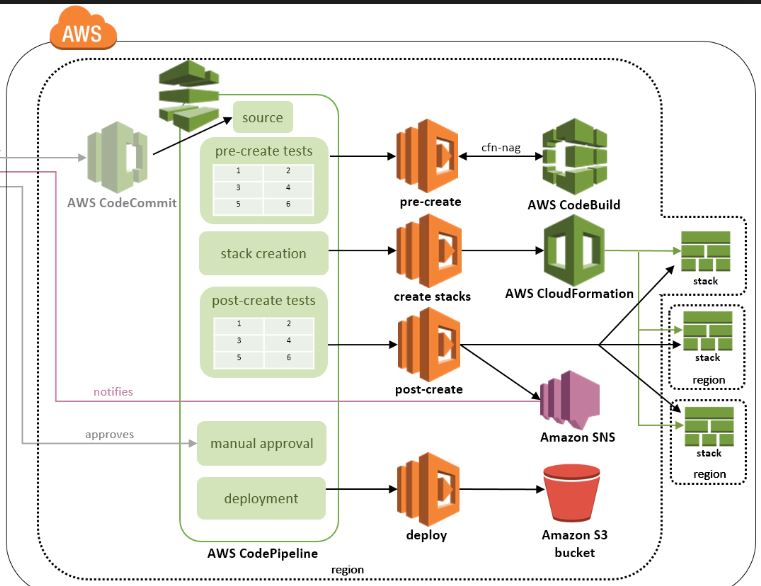 AWS
source
pre-create tests
1 2
3 4
5 6
AWS CodeCommit
pre-create
cfn-nag
AWS CodeBuild
stack creation
create stacks
AWS CloudFormation
stack
post-create tests
1 2
3 4
5 6
post-create
stack
region
notifies
Amazon SNS
approves
manual approval
stack
region
deployment
deploy
Amazon S3
bucket
AWS CodePipeline
region